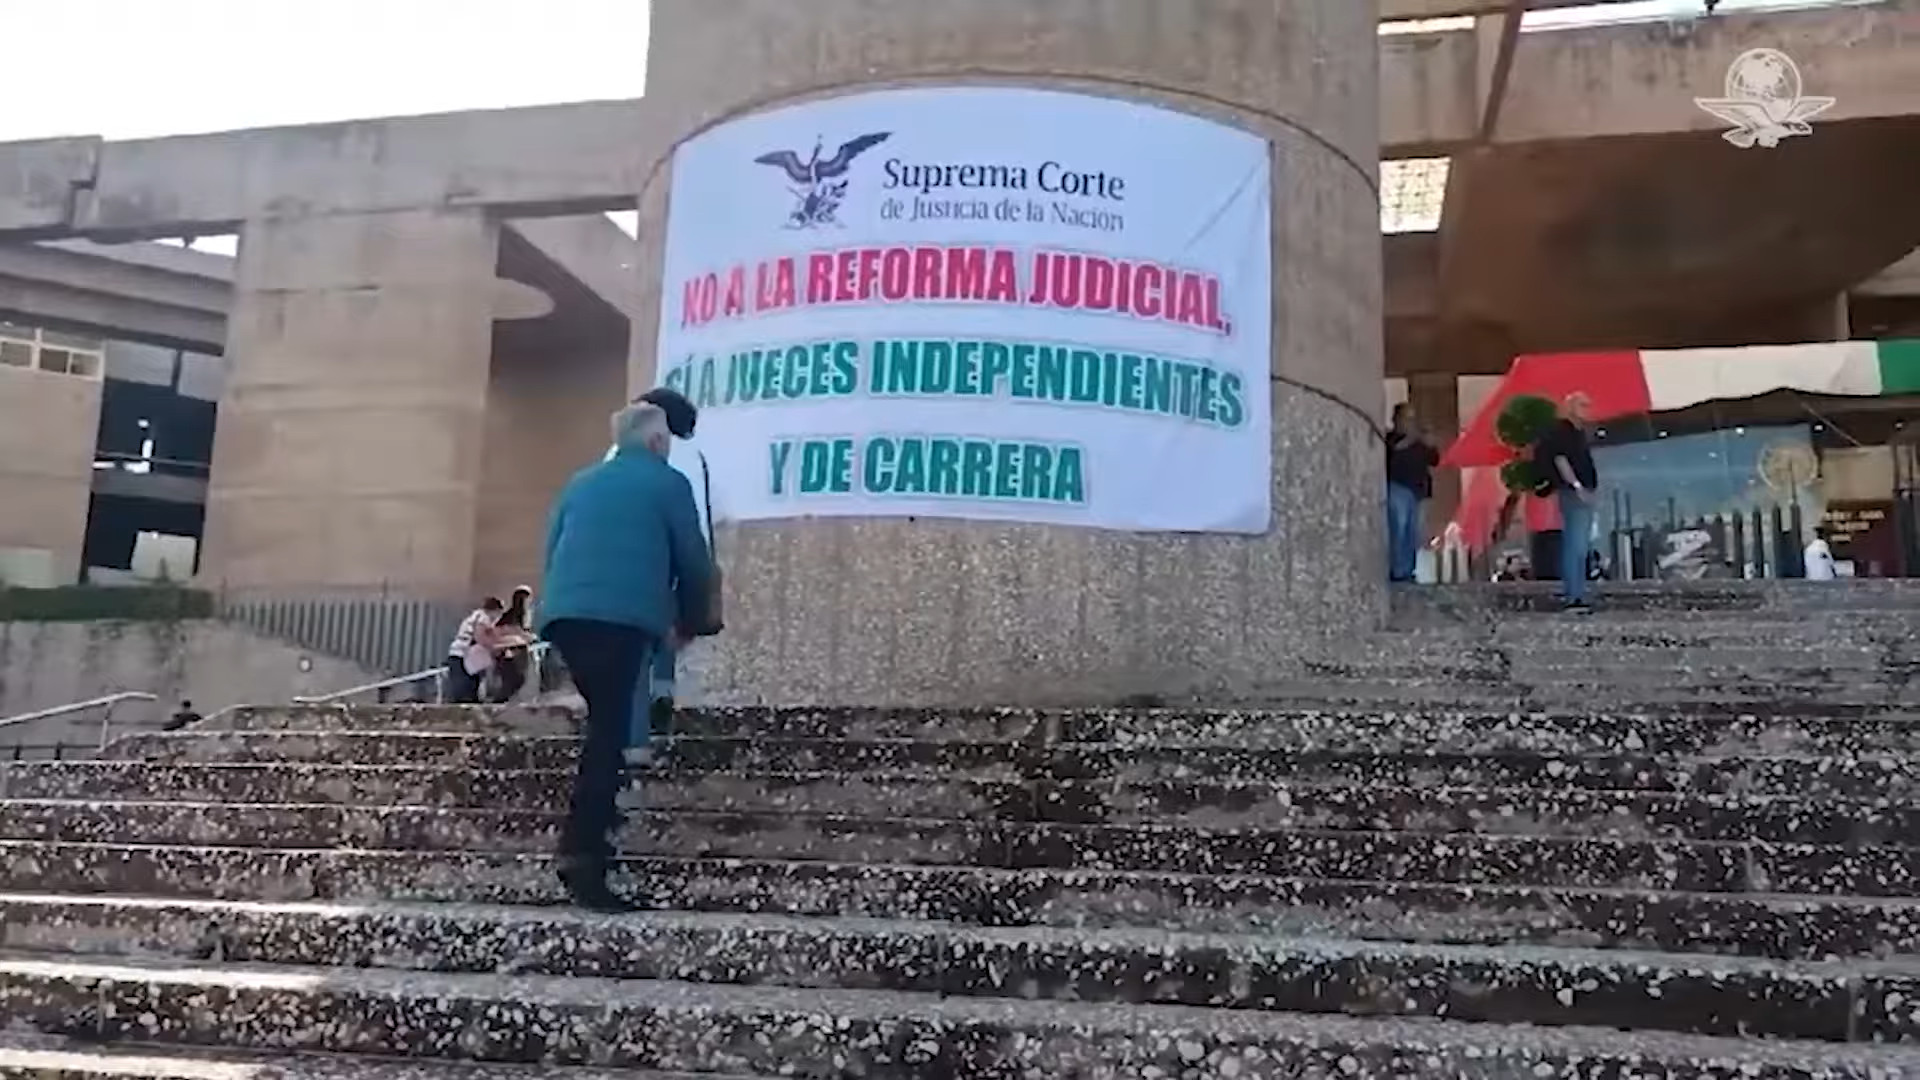 Suprema Corte
de Justicia de la Nación
NO A LA REFORMA JUDICIAL,
SÍ A JUECES INDEPENDIENTES
Y DE CARRERA